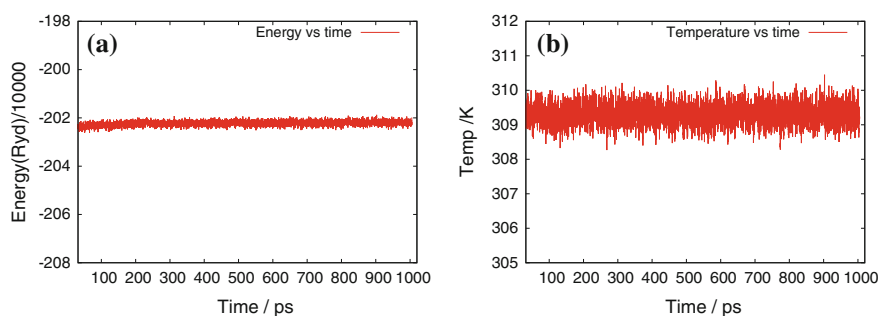 (a)
Energy vs time
-198
-200
-202
-204
-206
-208
Energy(Ryd)/10000
100 200 300 400 500 600 700 800 900 1000
Time / ps
(b)
Temperature vs time
312
311
310
309
308
307
306
305
Temp /K
100 200 300 400 500 600 700 800 900 1000
Time / ps